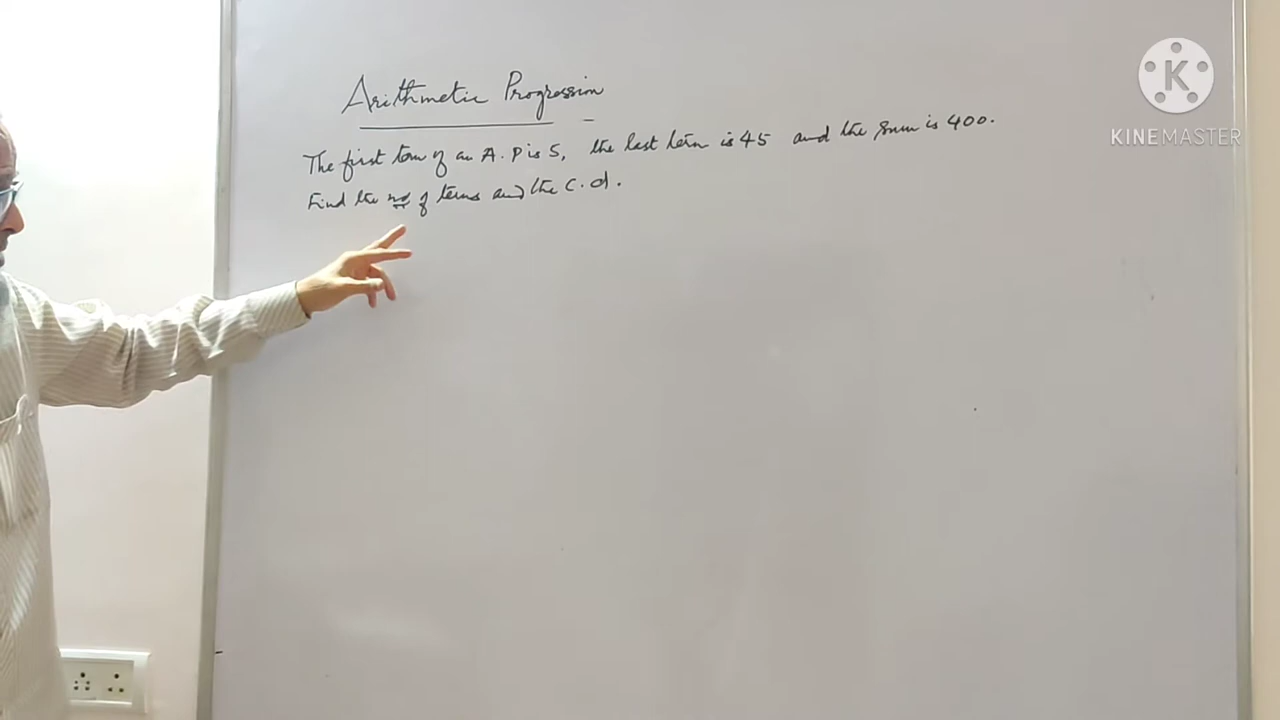 Arithmetic Progression
The first term of an A.P is 5, the last term is 45 and the sum is 400.
Find the no of terms and the C.d.
K
KINEMASTER